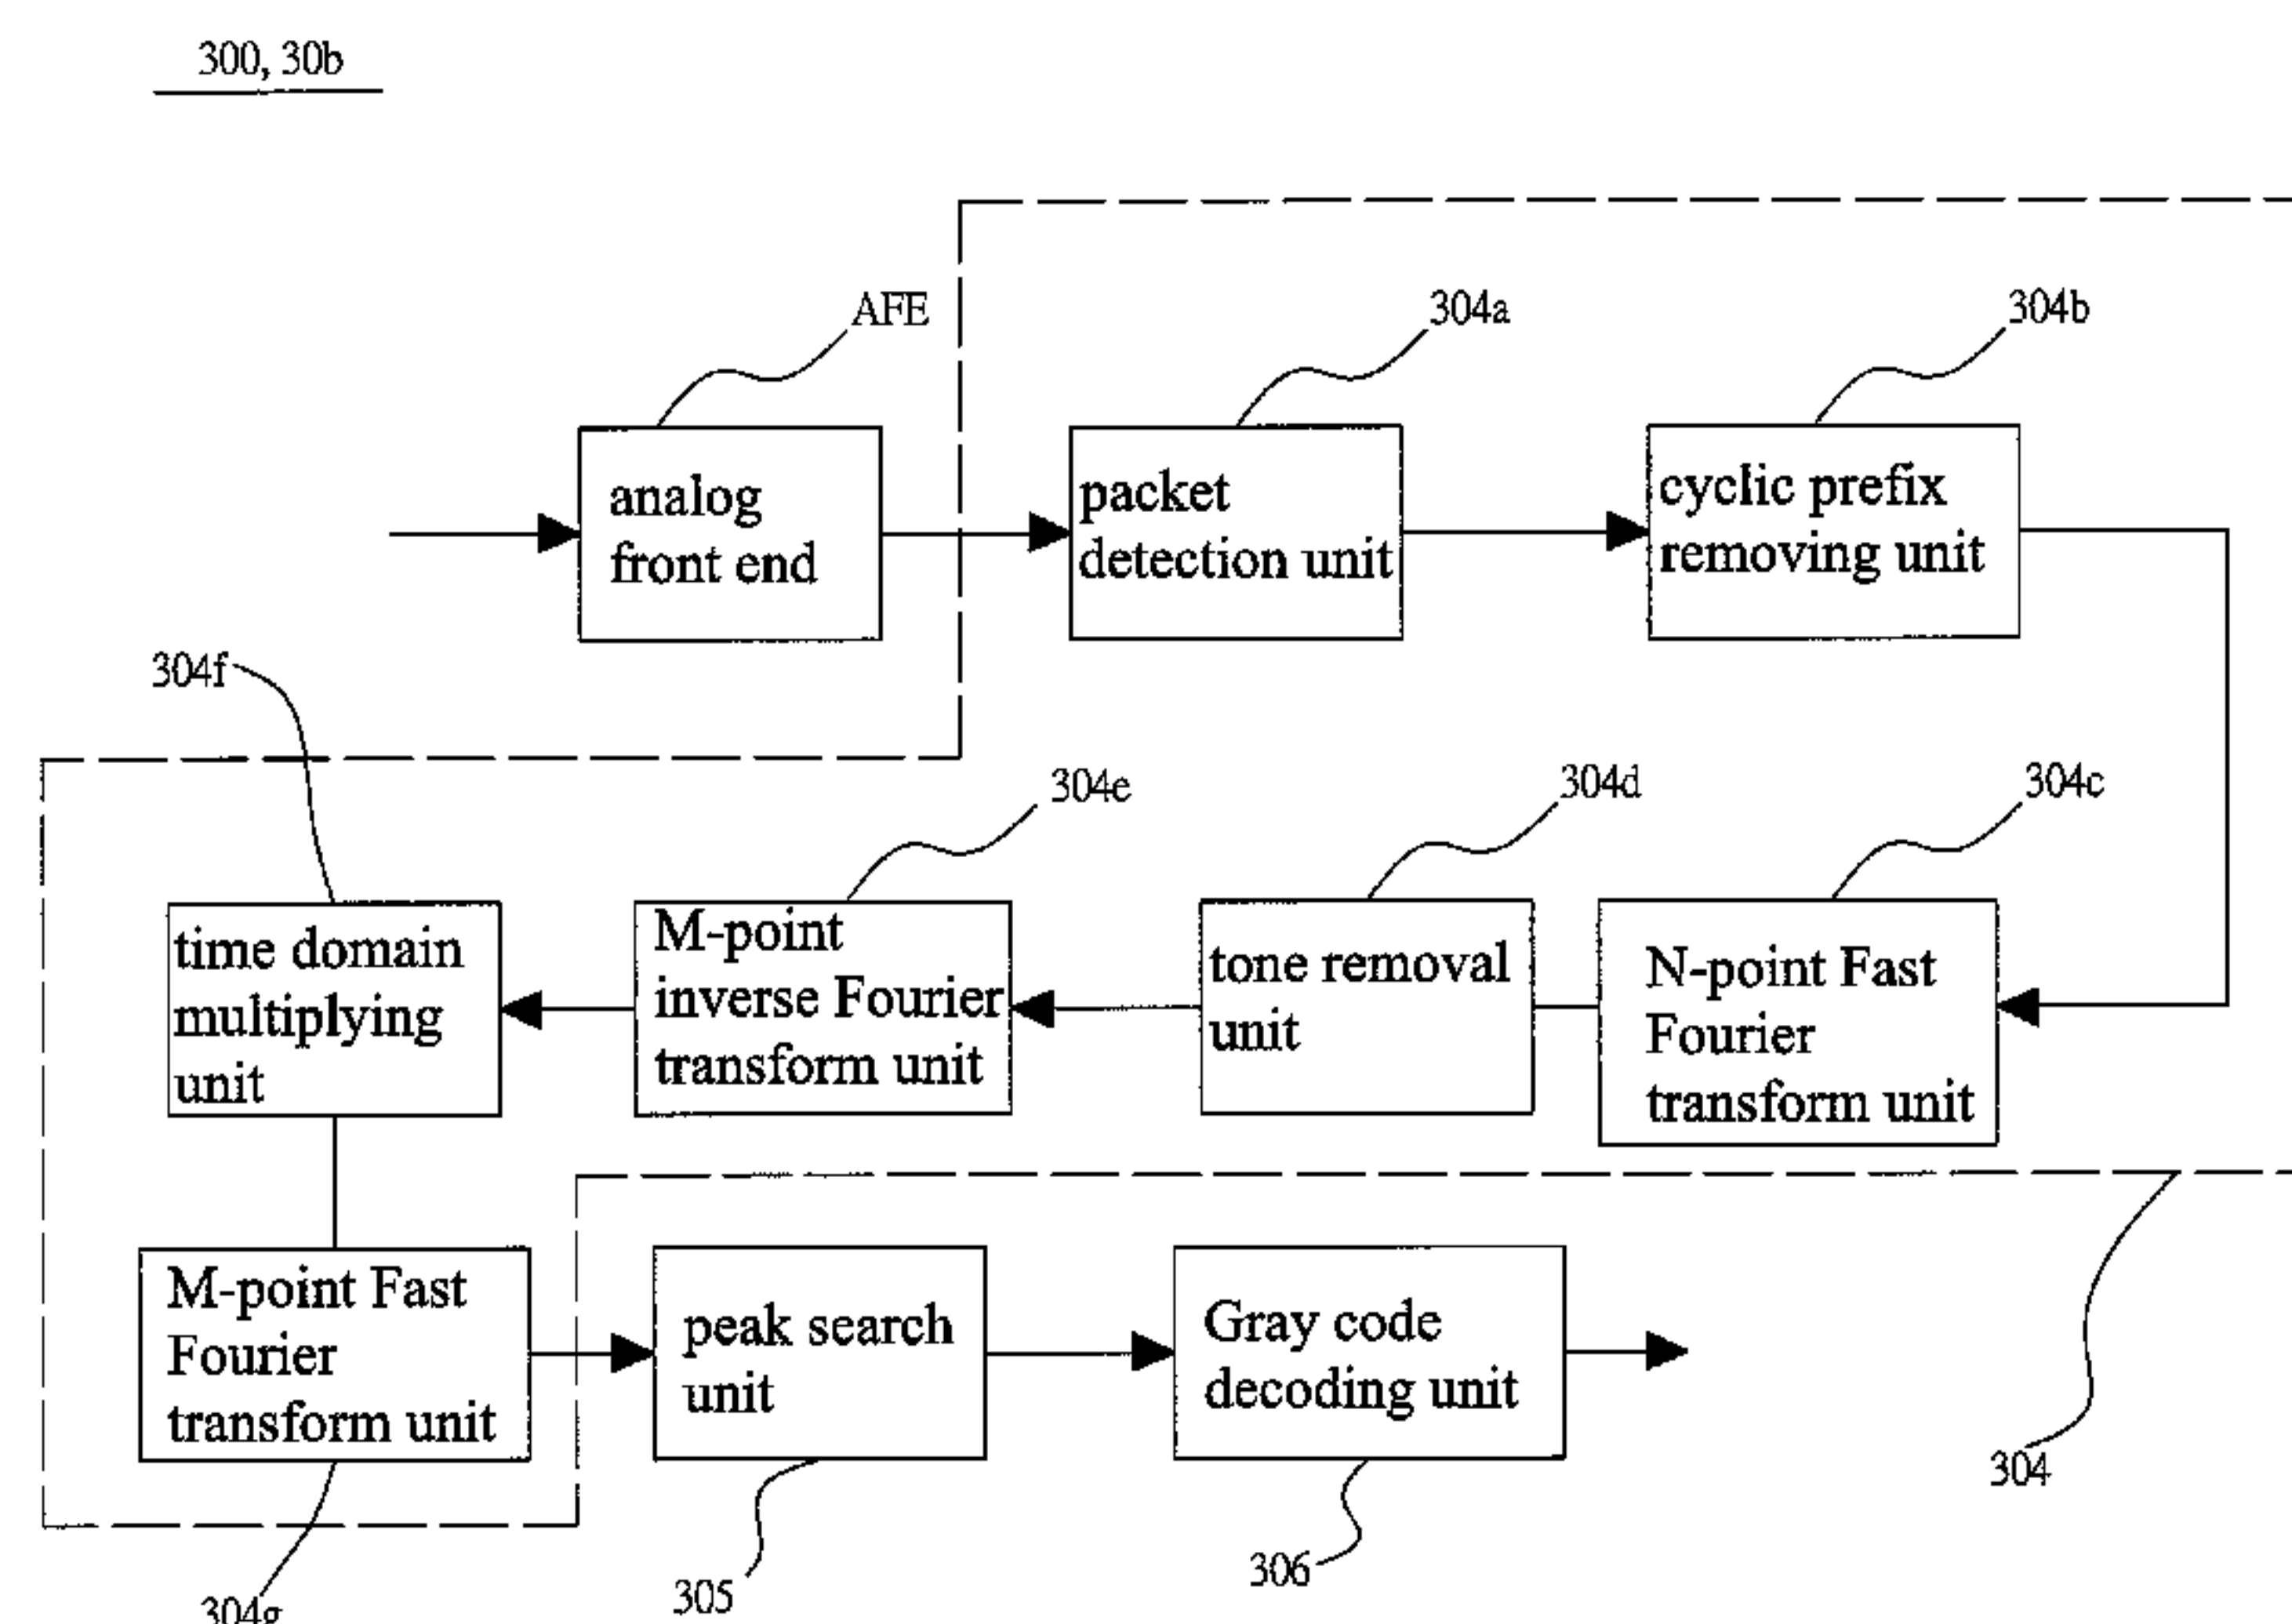 300, 30b
AFE
304a
304b
analog
front end
packet
detection unit
cyclic prefix
removing unit
304f
304e
304d
304c
time domain
multiplying
unit
M-point
inverse Fourier
transform unit
tone removal
unit
N-point Fast
Fourier
transform unit
M-point Fast
Fourier
transform unit
peak search
unit
Gray code
decoding unit
304
304g
305
306